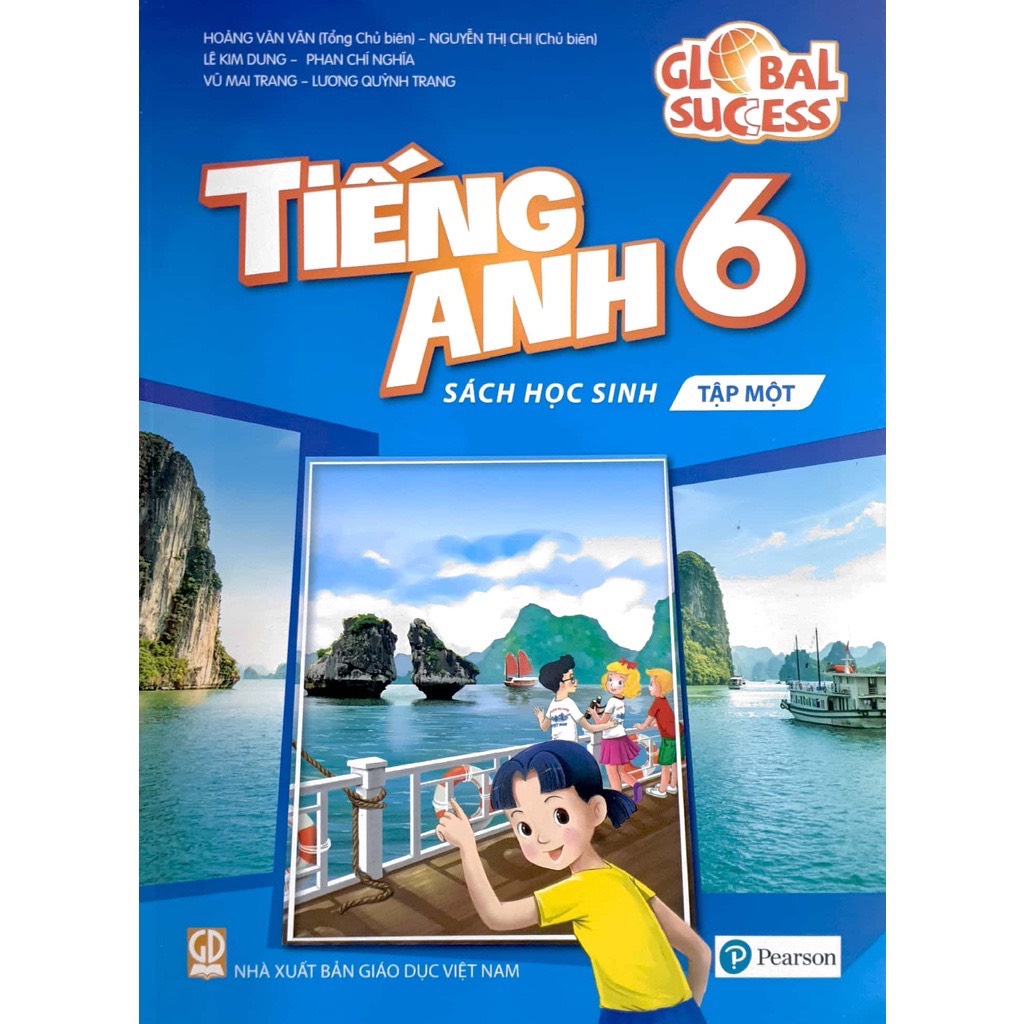 HOÀNG VĂN VÂN (Tổng Chủ biên) – NGUYỄN THỊ CHI (Chủ biên)
LÊ KIM DUNG – PHAN CHÍ NGHĨA
VŨ MAI TRANG – LƯƠNG QUỲNH TRANG
GLOBAL
SUCCESS
TIẾNG
ANH 6
SÁCH HỌC SINH TẬP MỘT
GD
NHÀ XUẤT BẢN GIÁO DỤC VIỆT NAM
P Pearson